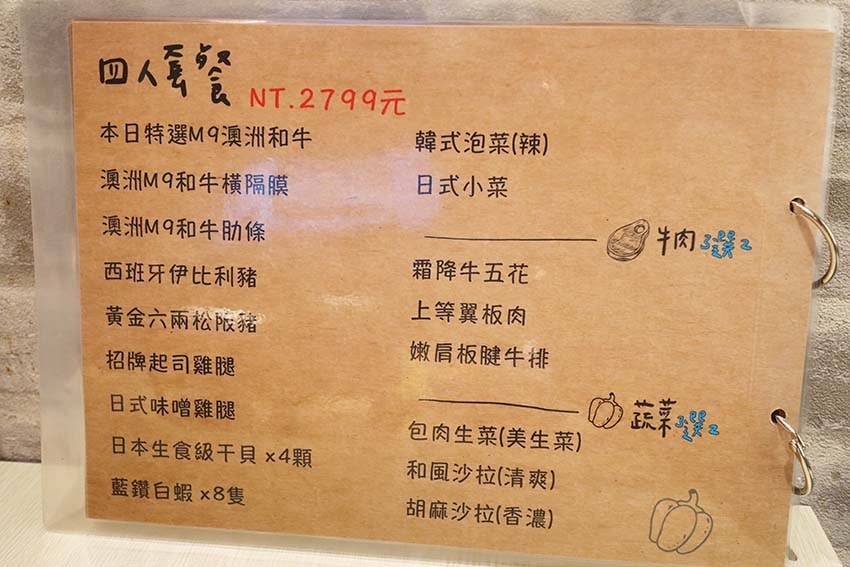 四人套餐 NT.2799元
本日特選M9澳洲和牛
澳洲M9和牛橫隔膜
澳洲M9和牛肋條
西班牙伊比利豬
黃金六兩松阪豬
招牌起司雞腿
日式味噌雞腿
日本生食級干貝 x4顆
藍鑽白蝦 x8隻
韓式泡菜(辣)
日式小菜
牛肉 3選2
霜降牛五花
上等翼板肉
嫩肩板腱牛排
蔬菜 3選2
包肉生菜(美生菜)
和風沙拉(清爽)
胡麻沙拉(香濃)